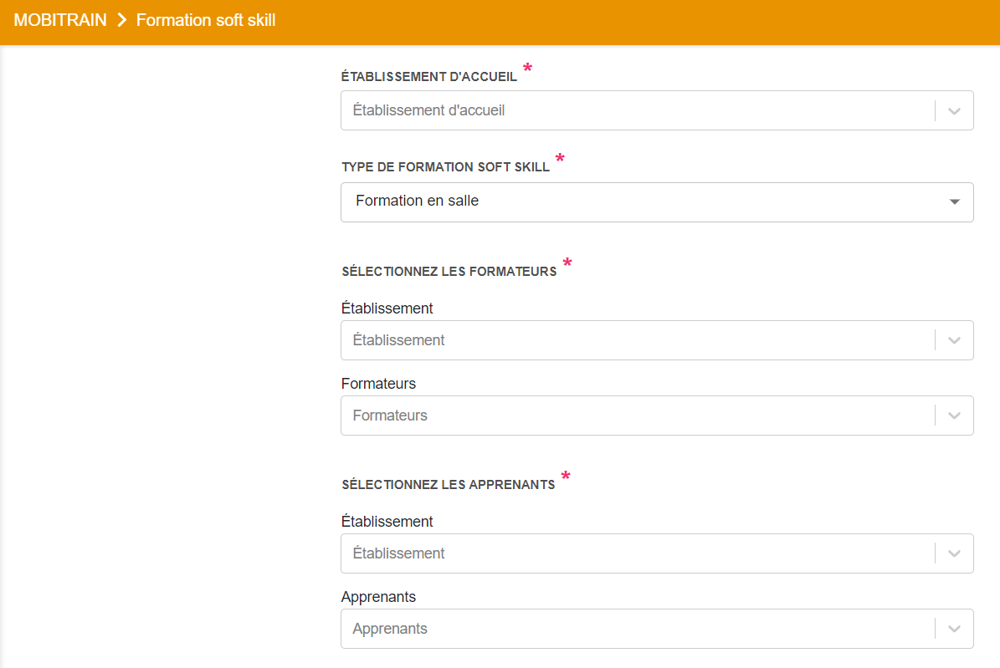 MOBITRAIN > Formation soft skill
ÉTABLISSEMENT D'ACCUEIL *
Établissement d'accueil
TYPE DE FORMATION SOFT SKILL *
Formation en salle
SÉLECTIONNEZ LES FORMATEURS *
Établissement
Établissement
Formateurs
Formateurs
SÉLECTIONNEZ LES APPRENANTS *
Établissement
Établissement
Apprenants
Apprenants